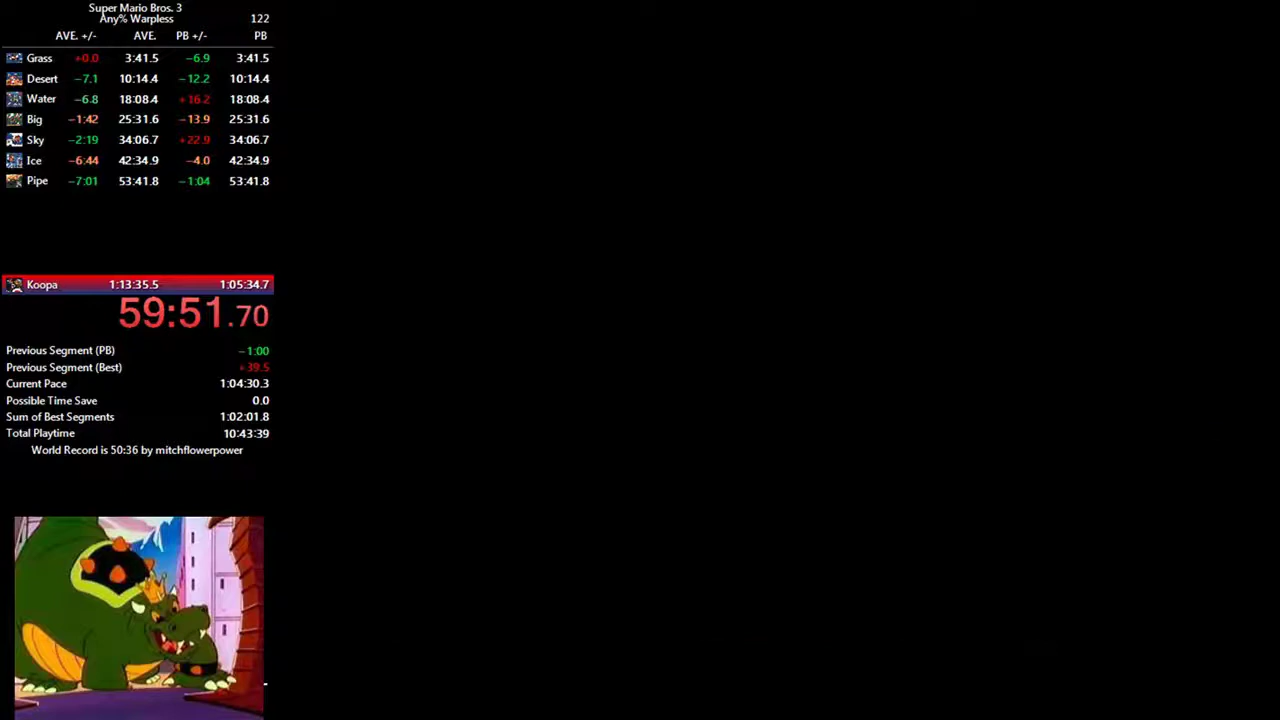 Super Mario Bros. 3
Any% Warpless 122
AVE. +/- AVE. PB +/- PB
Grass +0.0 3:41.5 −6.9 3:41.5
Desert −7.1 10:14.4 −12.2 10:14.4
Water −6.8 18:08.4 +16.2 18:08.4
Big −1:42 25:31.6 −13.9 25:31.6
Sky −2:19 34:06.7 +22.9 34:06.7
Ice −6:44 42:34.9 −4.0 42:34.9
Pipe −7:01 53:41.8 −1:04 53:41.8
Koopa 1:13:35.5 1:05:34.7
59:51.70
Previous Segment (PB) −1:00
Previous Segment (Best) +39.5
Current Pace 1:04:30.3
Possible Time Save 0.0
Sum of Best Segments 1:02:01.8
Total Playtime 10:43:39
World Record is 50:36 by mitchflowerpower